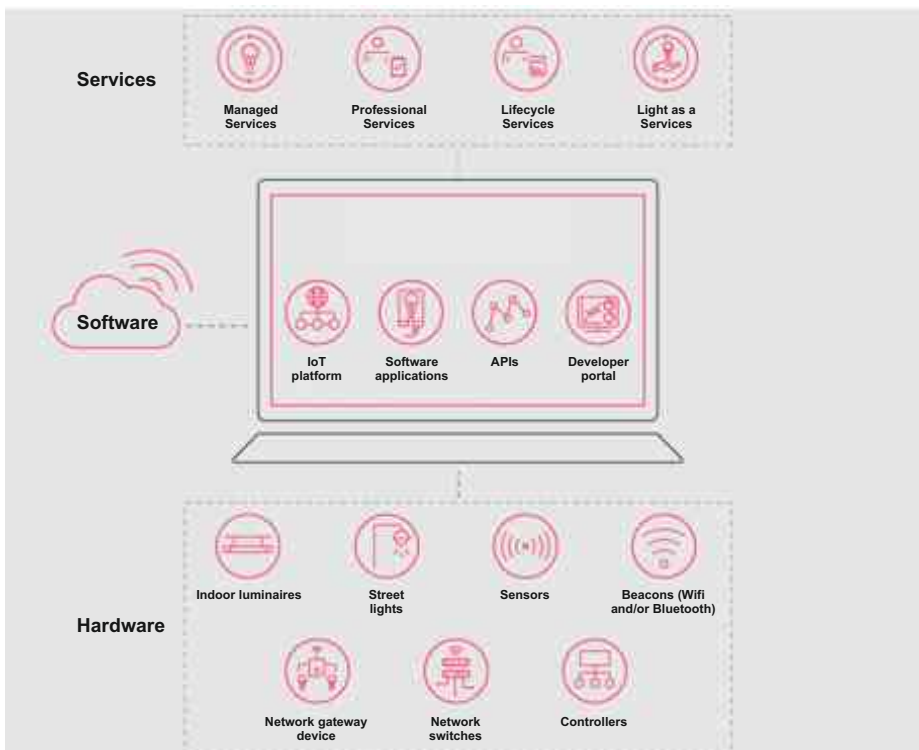 Services
Managed
Services
Professional
Services
Lifecycle
Services
Light as a
Services
Software
IoT
platform
Software
applications
APIs
Developer
portal
Hardware
Indoor luminaires
Street
lights
Sensors
Beacons (Wifi
and/or Bluetooth)
Network gateway
device
Network
switches
Controllers